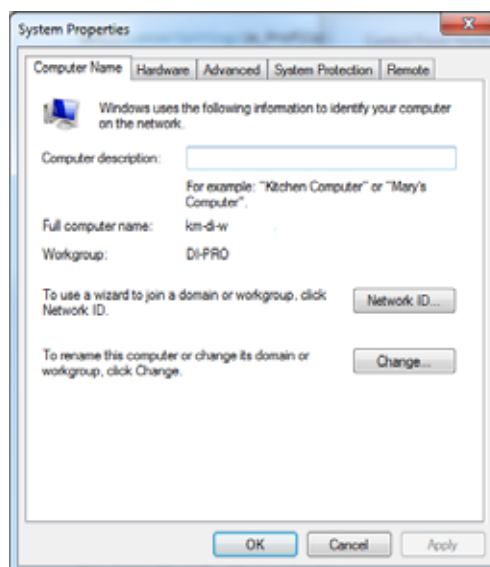 System Properties
Computer Name
Hardware
Advanced
System Protection
Remote
Windows uses the following information to identify your computer
on the network.
Computer description:
For example: "Kitchen Computer" or "Mary's
Computer".
Full computer name:
km-di-w
Workgroup:
DI-PRO
To use a wizard to join a domain or workgroup, click
Network ID.
Network ID...
To rename this computer or change its domain or
workgroup, click Change.
Change...
OK
Cancel
Apply